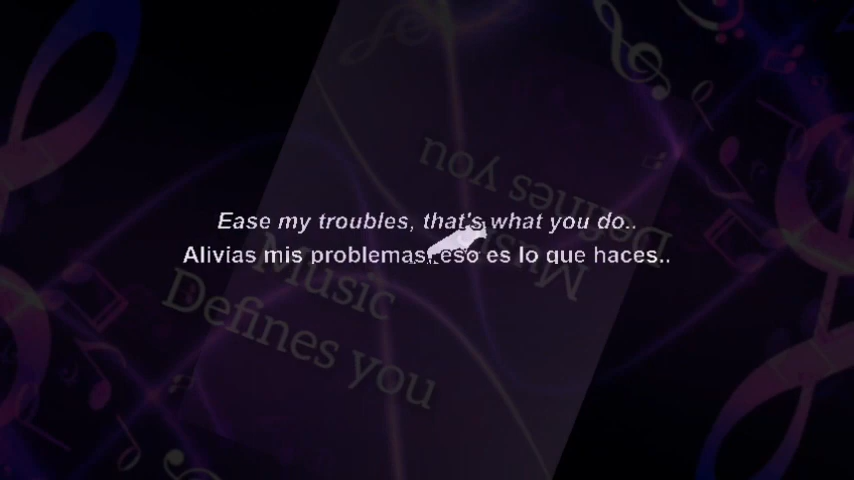 Ease my troubles, that's what you do..
Alivias mis problemas, eso es lo que haces..
Music
Defines you
Music
Defines you